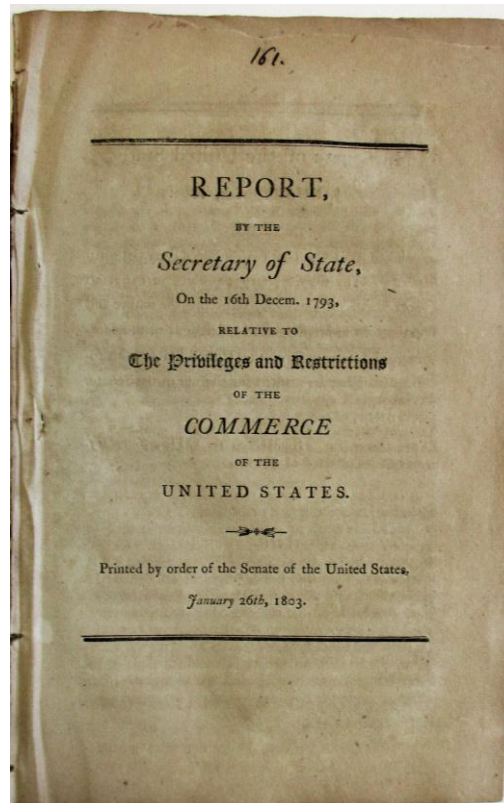 161.
REPORT,
BY THE
Secretary of State,
On the 16th Decem. 1793,
RELATIVE TO
The Privileges and Restrictions
OF THE
COMMERCE
OF THE
UNITED STATES.
Printed by order of the Senate of the United States,
January 26th, 1803.